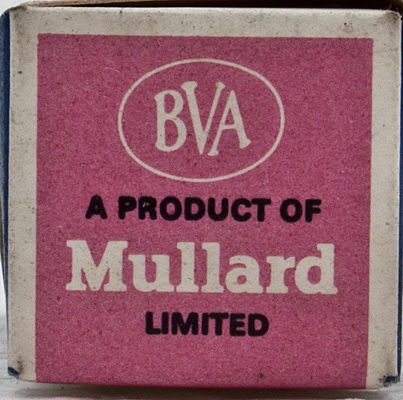 BVA
A PRODUCT OF
Mullard
LIMITED